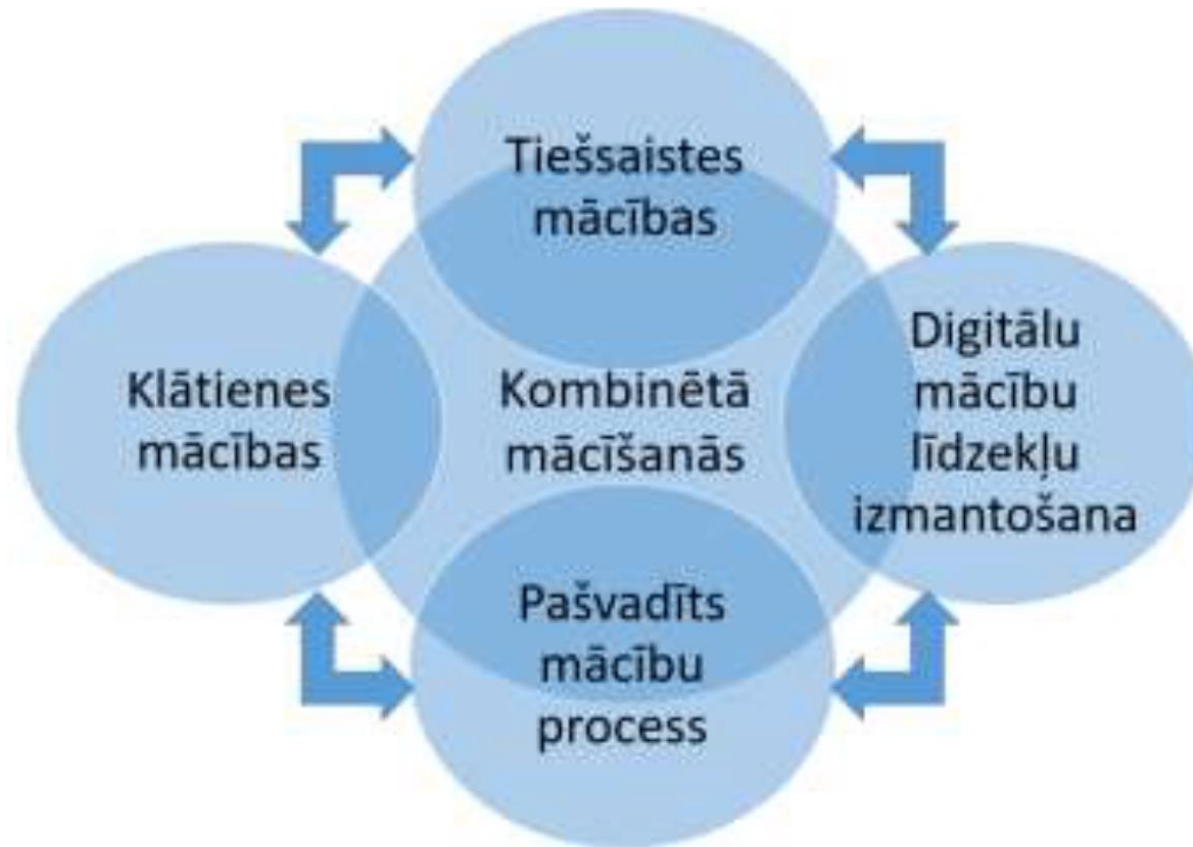 Tiešsaistes
mācības
Klātienes
mācības
Kombinētā
mācīšanās
Digitālu
mācību
līdzekļu
izmantošana
Pašvadīts
mācību
process